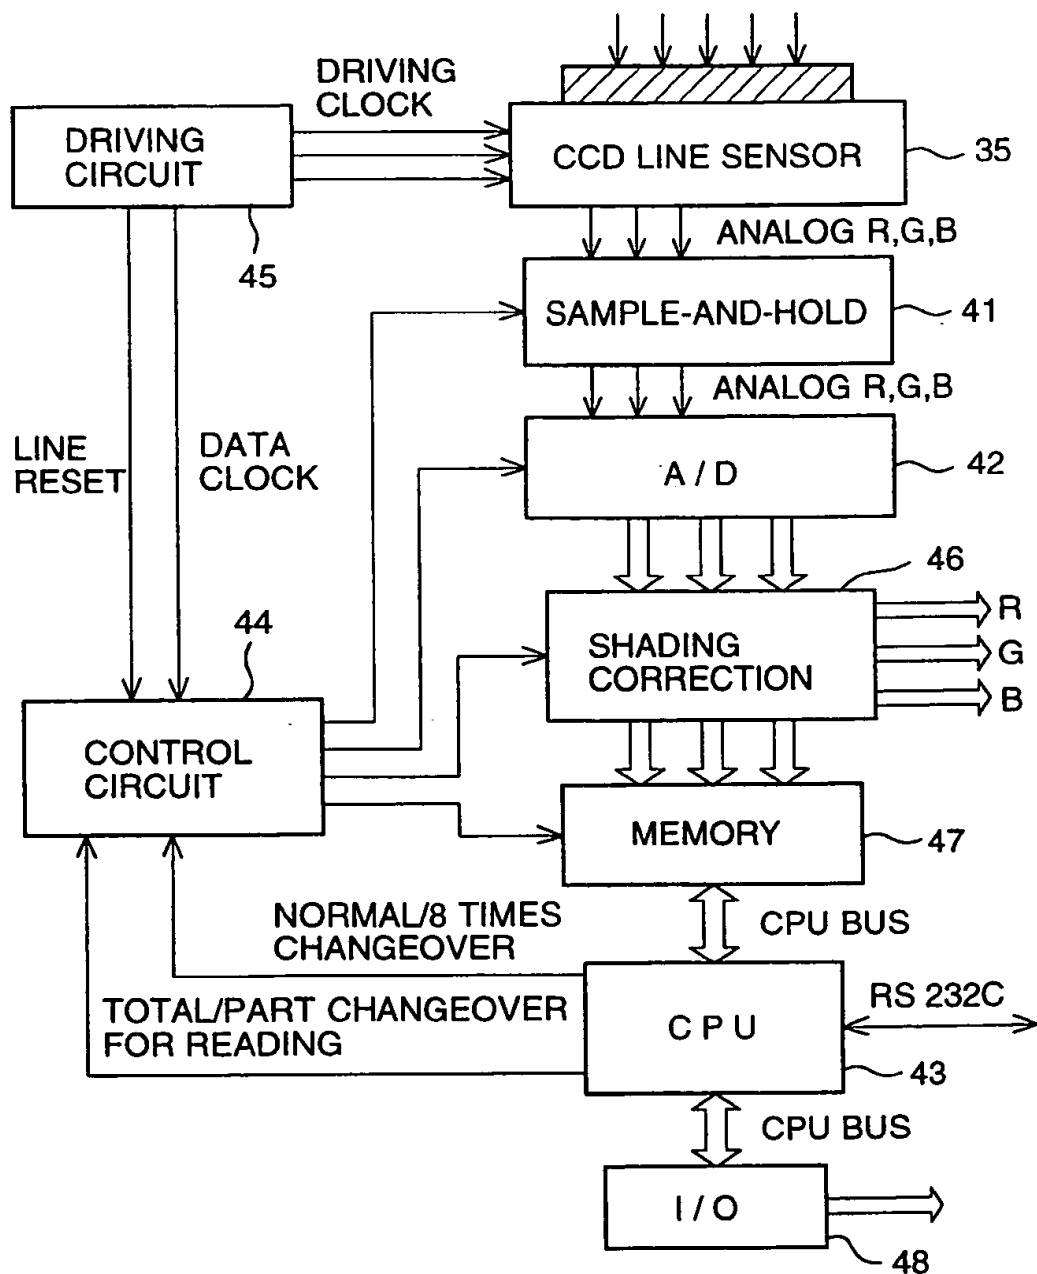 DRIVING
CLOCK
DRIVING
CIRCUIT
45
CCD LINE SENSOR
35
ANALOG R,G,B
SAMPLE-AND-HOLD
41
ANALOG R,G,B
LINE
RESET
DATA
CLOCK
A / D
42
46
SHADING
CORRECTION
R
G
B
44
CONTROL
CIRCUIT
MEMORY
47
NORMAL/8 TIMES
CHANGEOVER
CPU BUS
TOTAL/PART CHANGEOVER
FOR READING
C P U
RS 232C
43
CPU BUS
I / O
48